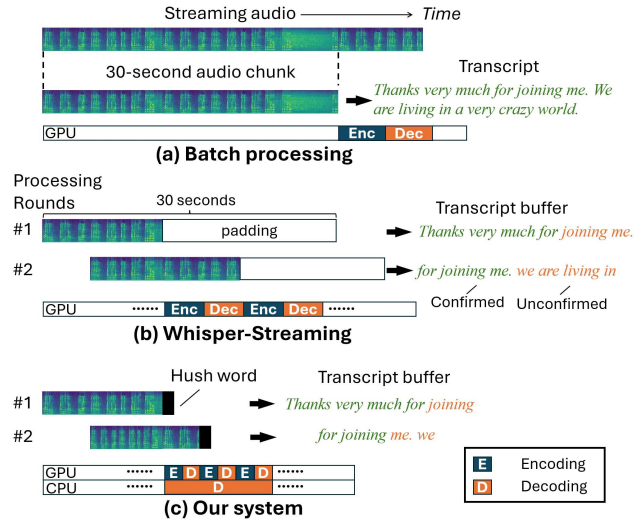 Streaming audio
Time
30-second audio chunk
Transcript
Thanks very much for joining me. We
are living in a very crazy world.
GPU
Enc
Dec
(a) Batch processing
Processing
Rounds
30 seconds
Transcript buffer
#1
padding
Thanks very much for joining me.
#2
for joining me. we are living in
Confirmed
Unconfirmed
GPU
......
Enc
Dec
Enc
Dec
......
(b) Whisper-Streaming
Hush word
Transcript buffer
#1
Thanks very much for joining
#2
for joining me. we
GPU
......
E
D
E
D
E
D
......
CPU
......
D
......
E
Encoding
D
Decoding
(c) Our system